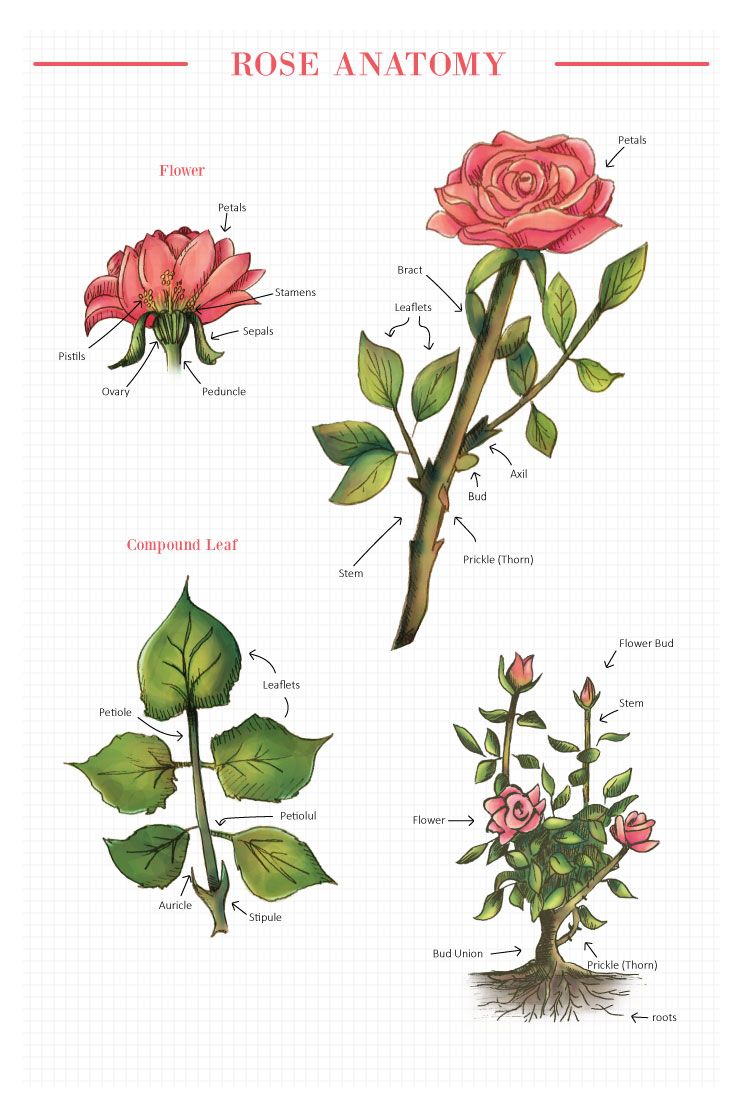 ROSE ANATOMY
Flower
Petals
Stamens
Sepals
Pistils
Ovary
Peduncle
Petals
Bract
Leaflets
Axil
Bud
Prickle (Thorn)
Stem
Compound Leaf
Leaflets
Petiole
Petiolul
Auricle
Stipule
Flower Bud
Stem
Flower
Bud Union
Prickle (Thorn)
roots